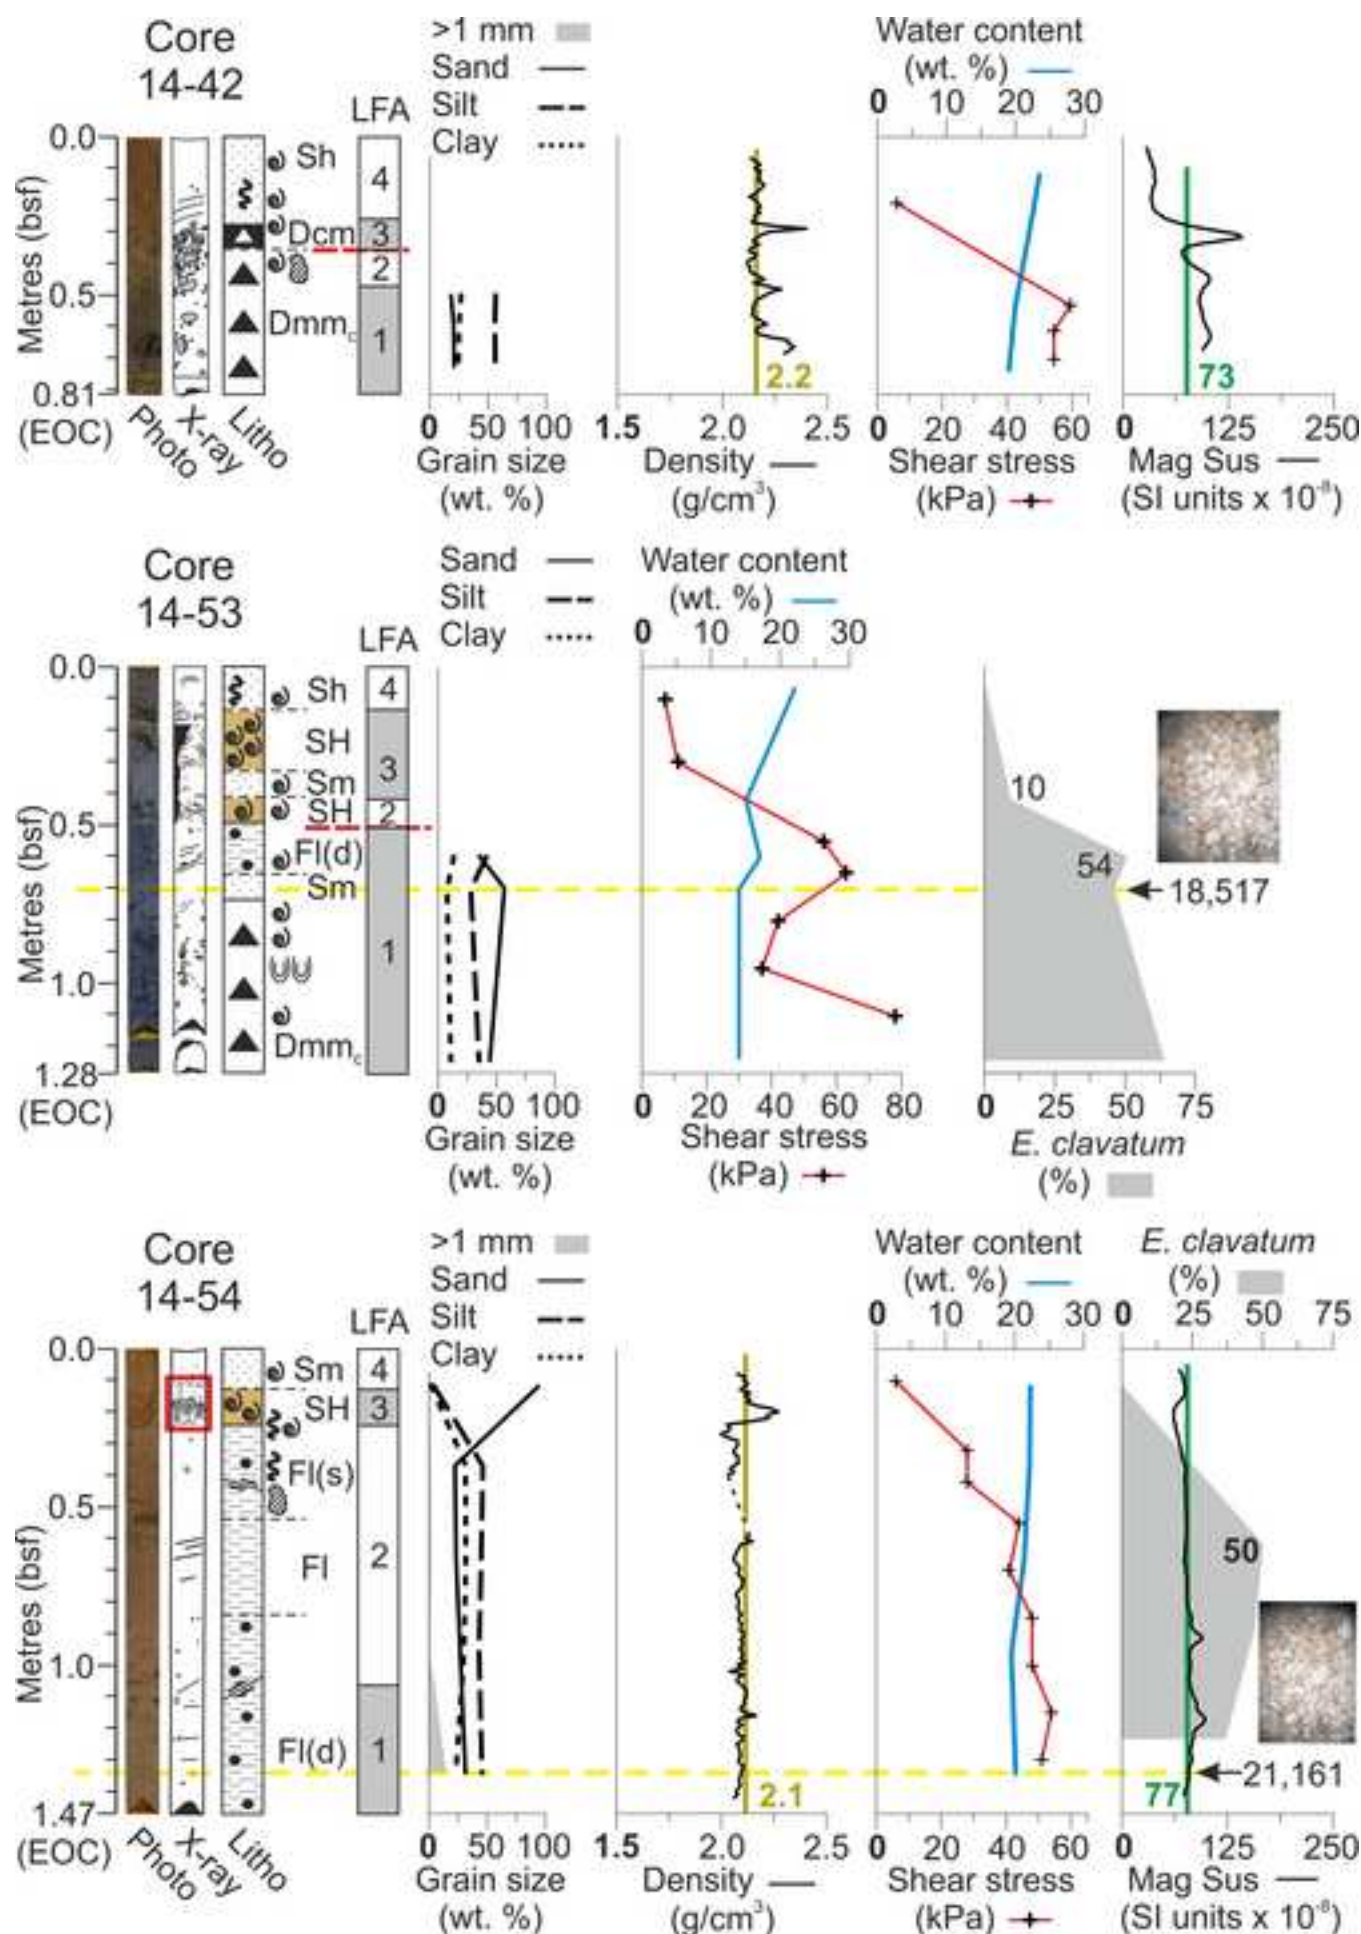 Core
14-42
LFA
>1 mm
Sand
Silt
Clay
Water content
(wt. %)
0 10 20 30
Metres (bsf)
0.0
0.5
0.81
(EOC)
Sh
Dcm
Dmm c
4
3
2
1
2.2
73
Photo
X-ray
Litho
0 50 100
Grain size
(wt. %)
1.5 2.0 2.5
Density
(g/cm³)
0 20 40 60
Shear stress
(kPa)
0 125 250
Mag Sus
(SI units x 10⁻⁸)
Core
14-53
LFA
Sand
Silt
Clay
Water content
(wt. %)
0 10 20 30
Metres (bsf)
0.0
0.5
1.0
1.28
(EOC)
Sh
SH
Sm
SH
Fl(d)
Sm
Dmm c
4
3
2
1
10
54
18,517
0 50 100
Grain size
(wt. %)
0 20 40 60 80
Shear stress
(kPa)
0 25 50 75
E. clavatum
(%)
Core
14-54
LFA
>1 mm
Sand
Silt
Clay
Water content
(wt. %)
0 10 20 30
E. clavatum
(%)
0 25 50 75
Metres (bsf)
0.0
0.5
1.0
1.47
(EOC)
Sm
SH
Fl(s)
Fl
Fl(d)
4
3
2
1
50
21,161
2.1
77
Photo
X-ray
Litho
0 50 100
Grain size
(wt. %)
1.5 2.0 2.5
Density
(g/cm³)
0 20 40 60
Shear stress
(kPa)
0 125 250
Mag Sus
(SI units x 10⁻⁸)